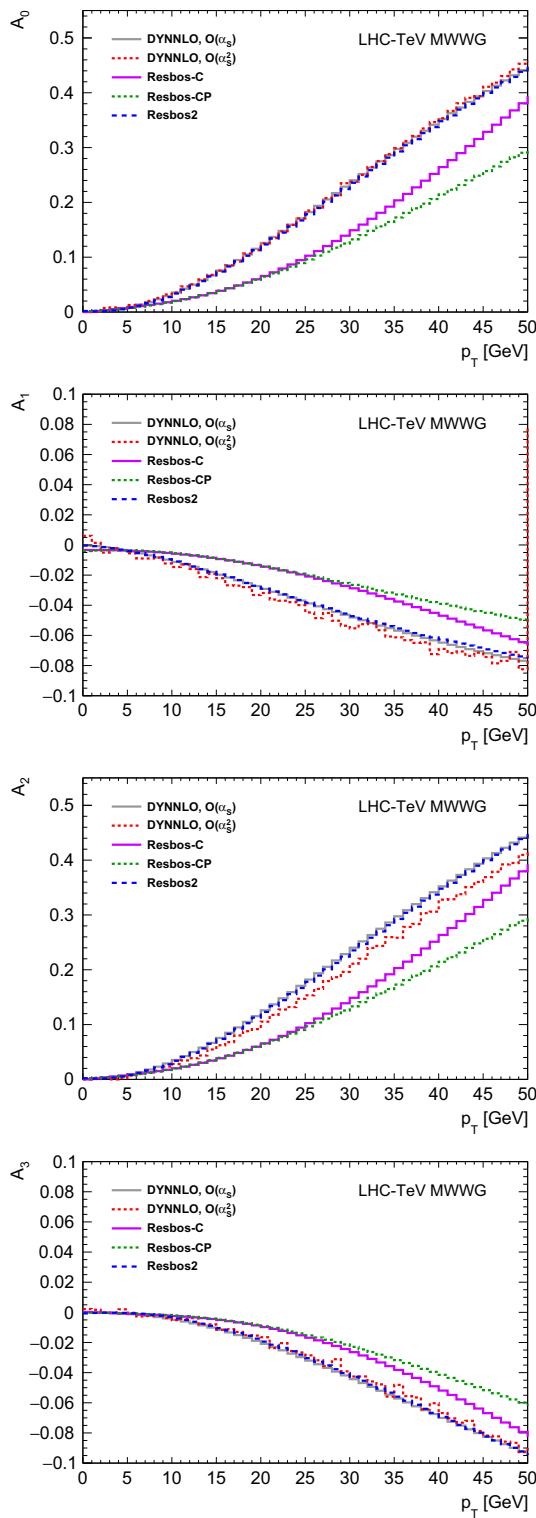 A₀
0.5
0.4
0.3
0.2
0.1
0
DYNNLO, O(αₛ)
DYNNLO, O(αₛ²)
Resbos-C
Resbos-CP
Resbos2
LHC-TeV MWWG
0 5 10 15 20 25 30 35 40 45 50
p_T [GeV]
A₁
0.1
0.08
0.06
0.04
0.02
0
−0.02
−0.04
−0.06
−0.08
−0.1
DYNNLO, O(αₛ)
DYNNLO, O(αₛ²)
Resbos-C
Resbos-CP
Resbos2
LHC-TeV MWWG
0 5 10 15 20 25 30 35 40 45 50
p_T [GeV]
A₂
0.5
0.4
0.3
0.2
0.1
0
DYNNLO, O(αₛ)
DYNNLO, O(αₛ²)
Resbos-C
Resbos-CP
Resbos2
LHC-TeV MWWG
0 5 10 15 20 25 30 35 40 45 50
p_T [GeV]
A₃
0.1
0.08
0.06
0.04
0.02
0
−0.02
−0.04
−0.06
−0.08
−0.1
DYNNLO, O(αₛ)
DYNNLO, O(αₛ²)
Resbos-C
Resbos-CP
Resbos2
LHC-TeV MWWG
0 5 10 15 20 25 30 35 40 45 50
p_T [GeV]